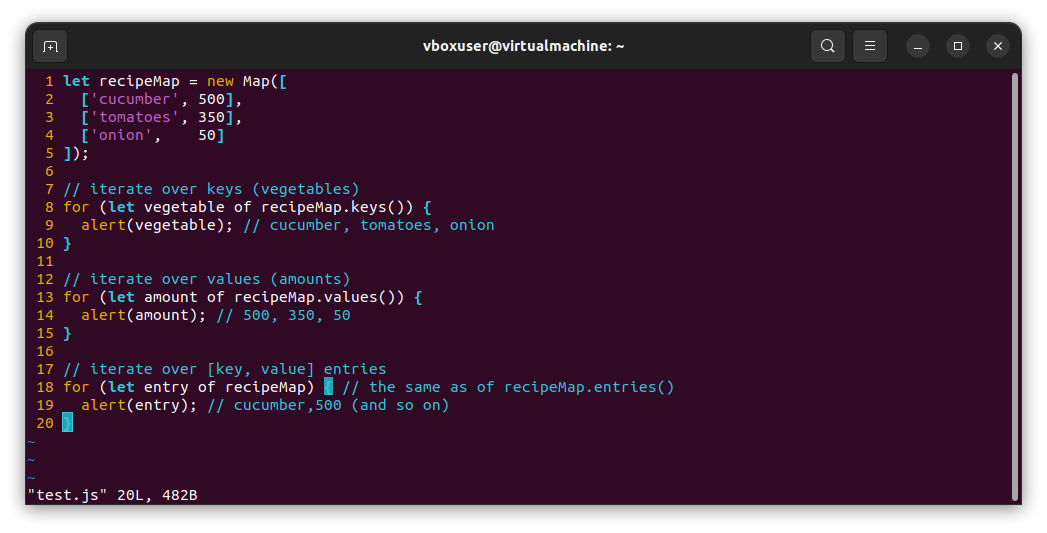 vboxuser@virtualmachine: ~
1 let recipeMap = new Map([
2   ['cucumber', 500],
3   ['tomatoes', 350],
4   ['onion',    50]
5 ]);
6
7 // iterate over keys (vegetables)
8 for (let vegetable of recipeMap.keys()) {
9   alert(vegetable); // cucumber, tomatoes, onion
10 }
11
12 // iterate over values (amounts)
13 for (let amount of recipeMap.values()) {
14   alert(amount); // 500, 350, 50
15 }
16
17 // iterate over [key, value] entries
18 for (let entry of recipeMap) { // the same as of recipeMap.entries()
19   alert(entry); // cucumber,500 (and so on)
20 }
~
~
~
"test.js" 20L, 482B